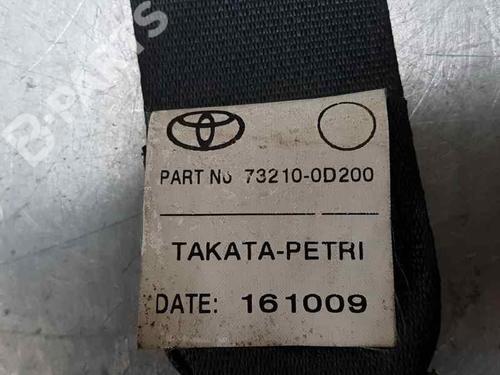 B-PARTS
PART No 73210-0D200
TAKATA-PETRI
DATE: 161009